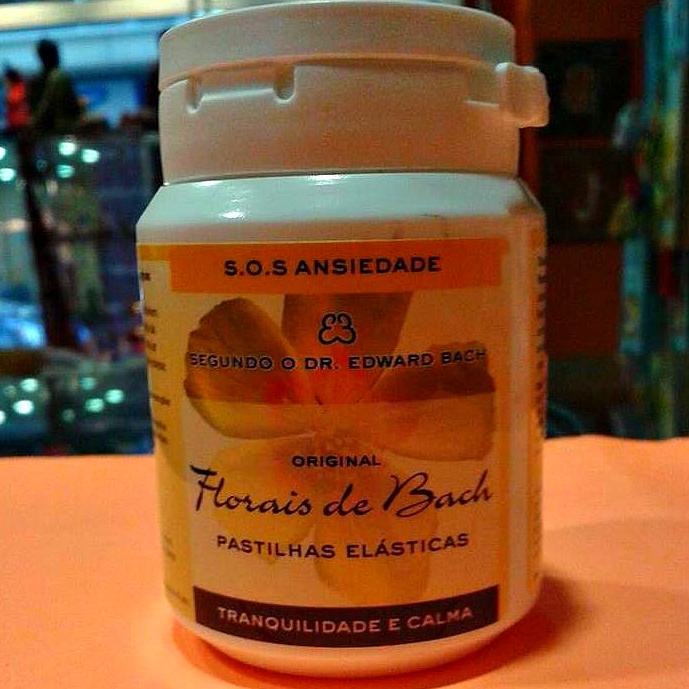 S.O.S ANSIEDADE
SEGUNDO O DR. EDWARD BACH
ORIGINAL
Florais de Bach
PASTILHAS ELÁSTICAS
TRANQUILIDADE E CALMA